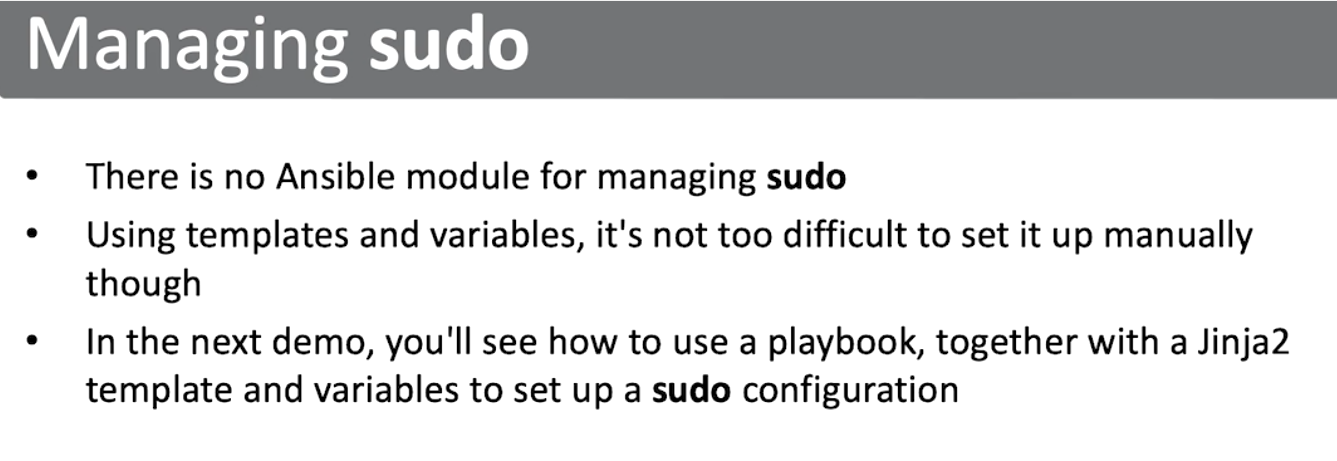 Managing sudo
• There is no Ansible module for managing sudo
• Using templates and variables, it's not too difficult to set it up manually
though
• In the next demo, you'll see how to use a playbook, together with a Jinja2
template and variables to set up a sudo configuration